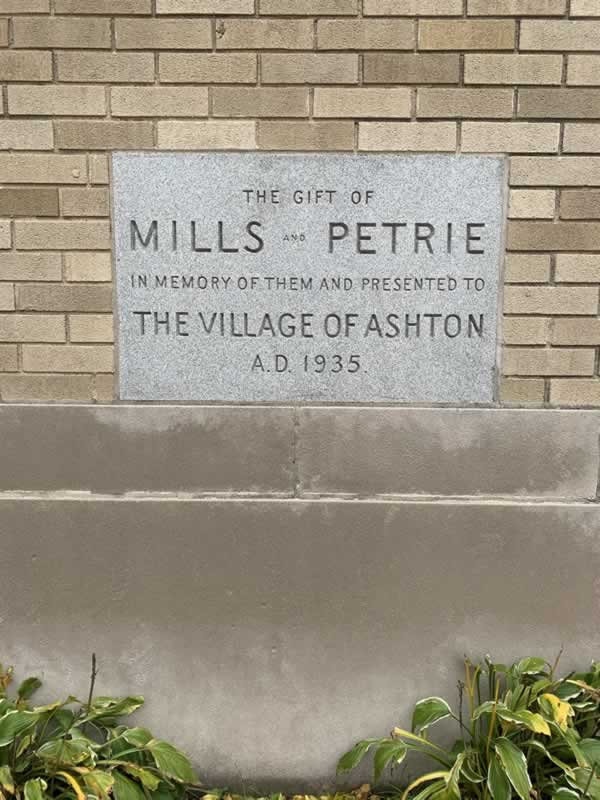 THE GIFT OF
MILLS AND PETRIE
IN MEMORY OF THEM AND PRESENTED TO
THE VILLAGE OF ASHTON
A.D. 1935.